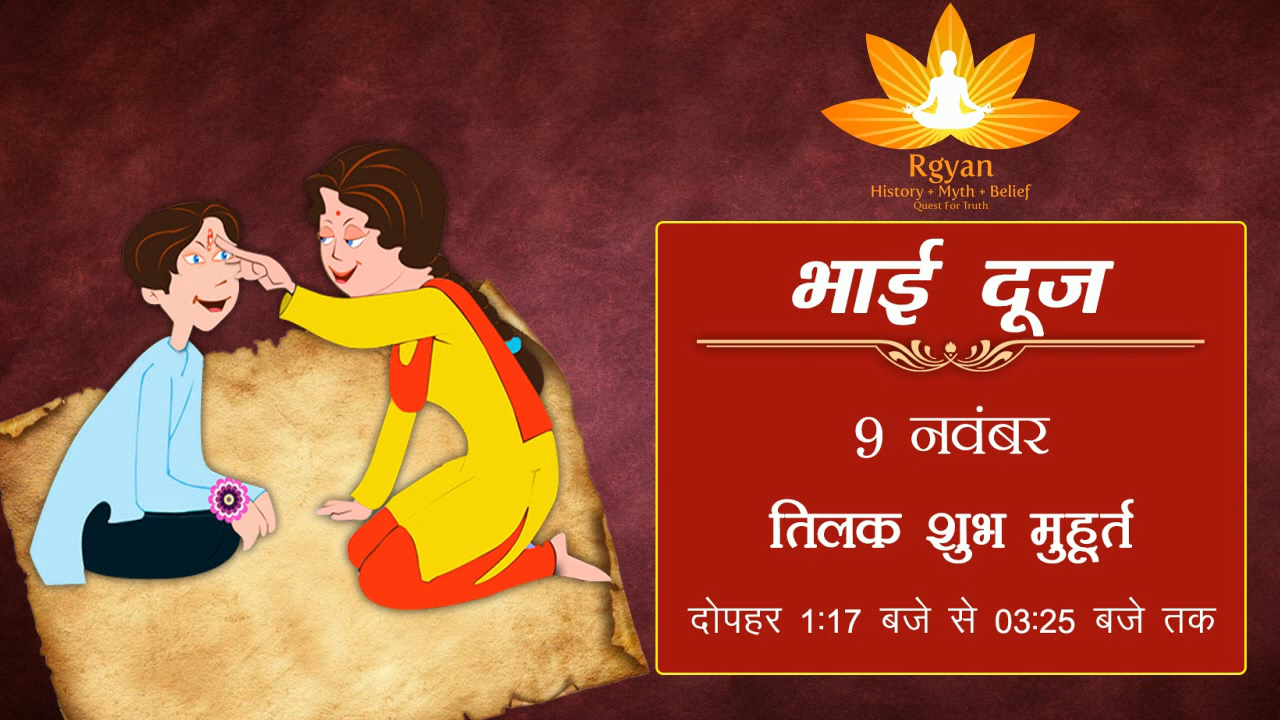 Rgyan
History + Myth + Belief
Quest For Truth
भाई दूज
9 नवंबर
तिलक शुभ मुहूर्त
दोपहर 1:17 बजे से 03:25 बजे तक